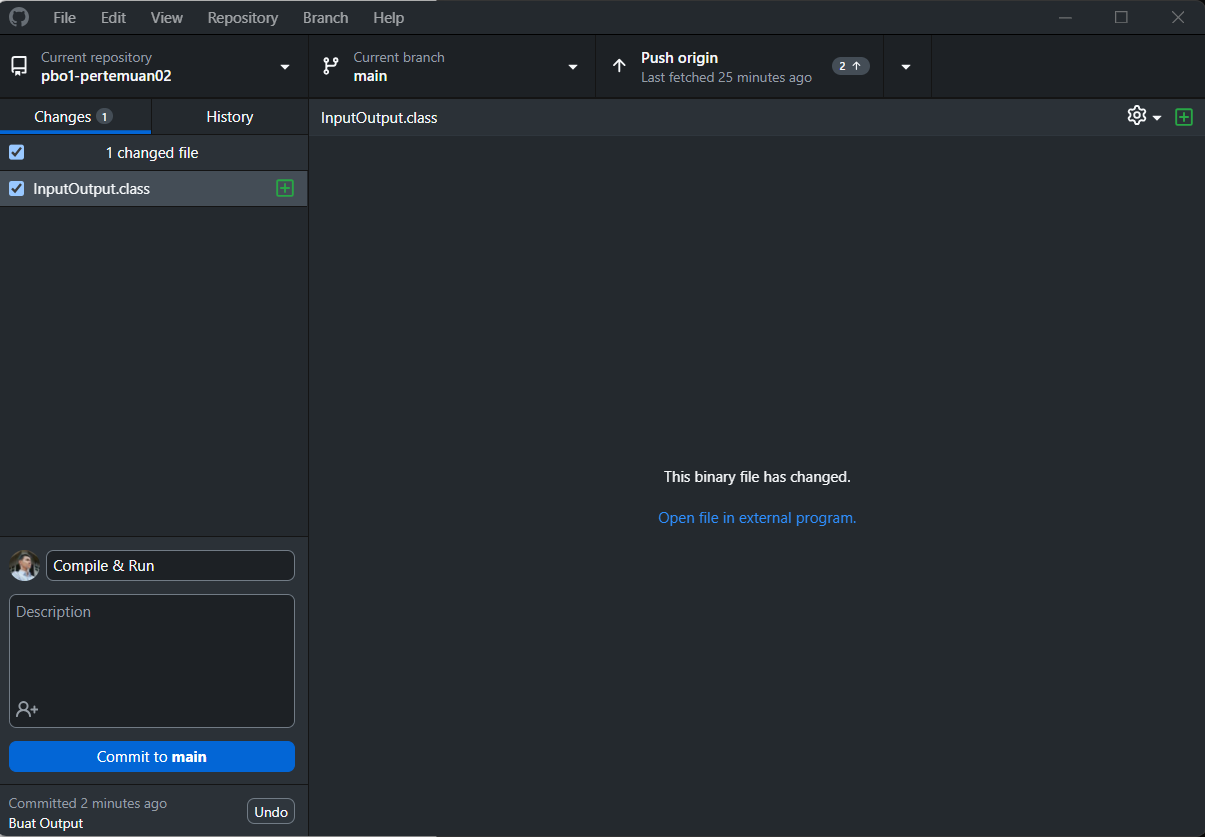 File Edit View Repository Branch Help
Current repository
pbo1-pertemuan02
Current branch
main
Push origin
Last fetched 25 minutes ago
2
Changes 1
History
InputOutput.class
1 changed file
InputOutput.class
This binary file has changed.
Open file in external program.
Compile & Run
Description
Commit to main
Committed 2 minutes ago
Buat Output
Undo